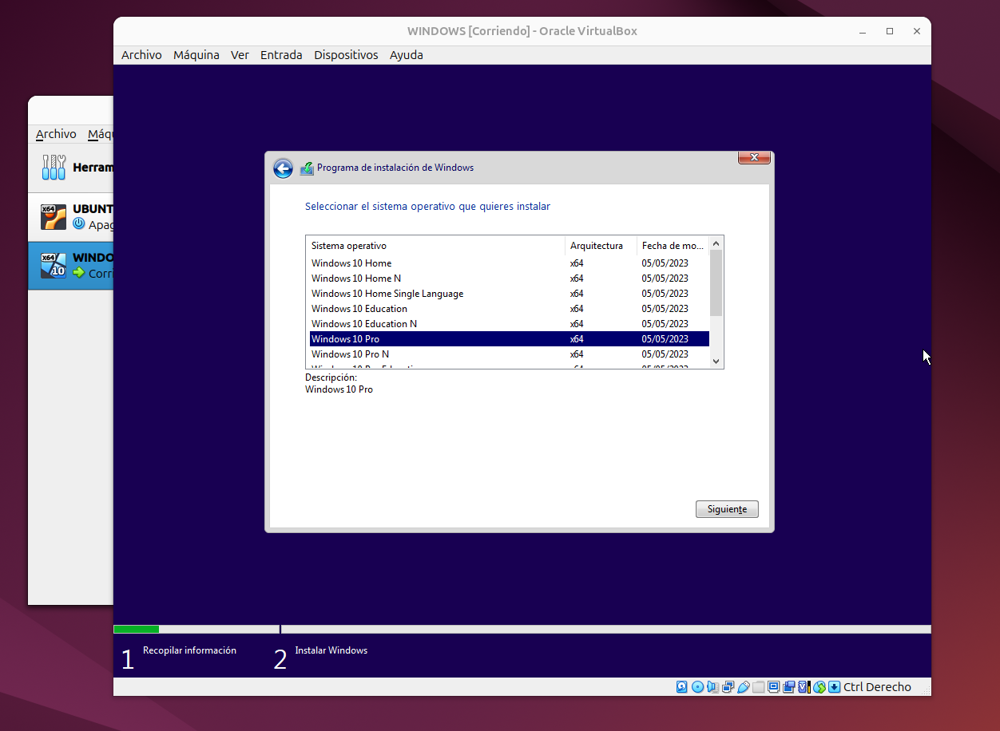 WINDOWS [Corriendo] - Oracle VirtualBox
Archivo Máquina Ver Entrada Dispositivos Ayuda
Archivo Máqu
Herram
x64
UBUNT
Apag
x64
10
WINDO
Corri
Programa de instalación de Windows
Seleccionar el sistema operativo que quieres instalar
Sistema operativo Arquitectura Fecha de mo...
Windows 10 Home x64 05/05/2023
Windows 10 Home N x64 05/05/2023
Windows 10 Home Single Language x64 05/05/2023
Windows 10 Education x64 05/05/2023
Windows 10 Education N x64 05/05/2023
Windows 10 Pro x64 05/05/2023
Windows 10 Pro N x64 05/05/2023
Descripción:
Windows 10 Pro
Siguiente
1 Recopilar información 2 Instalar Windows
Ctrl Derecho